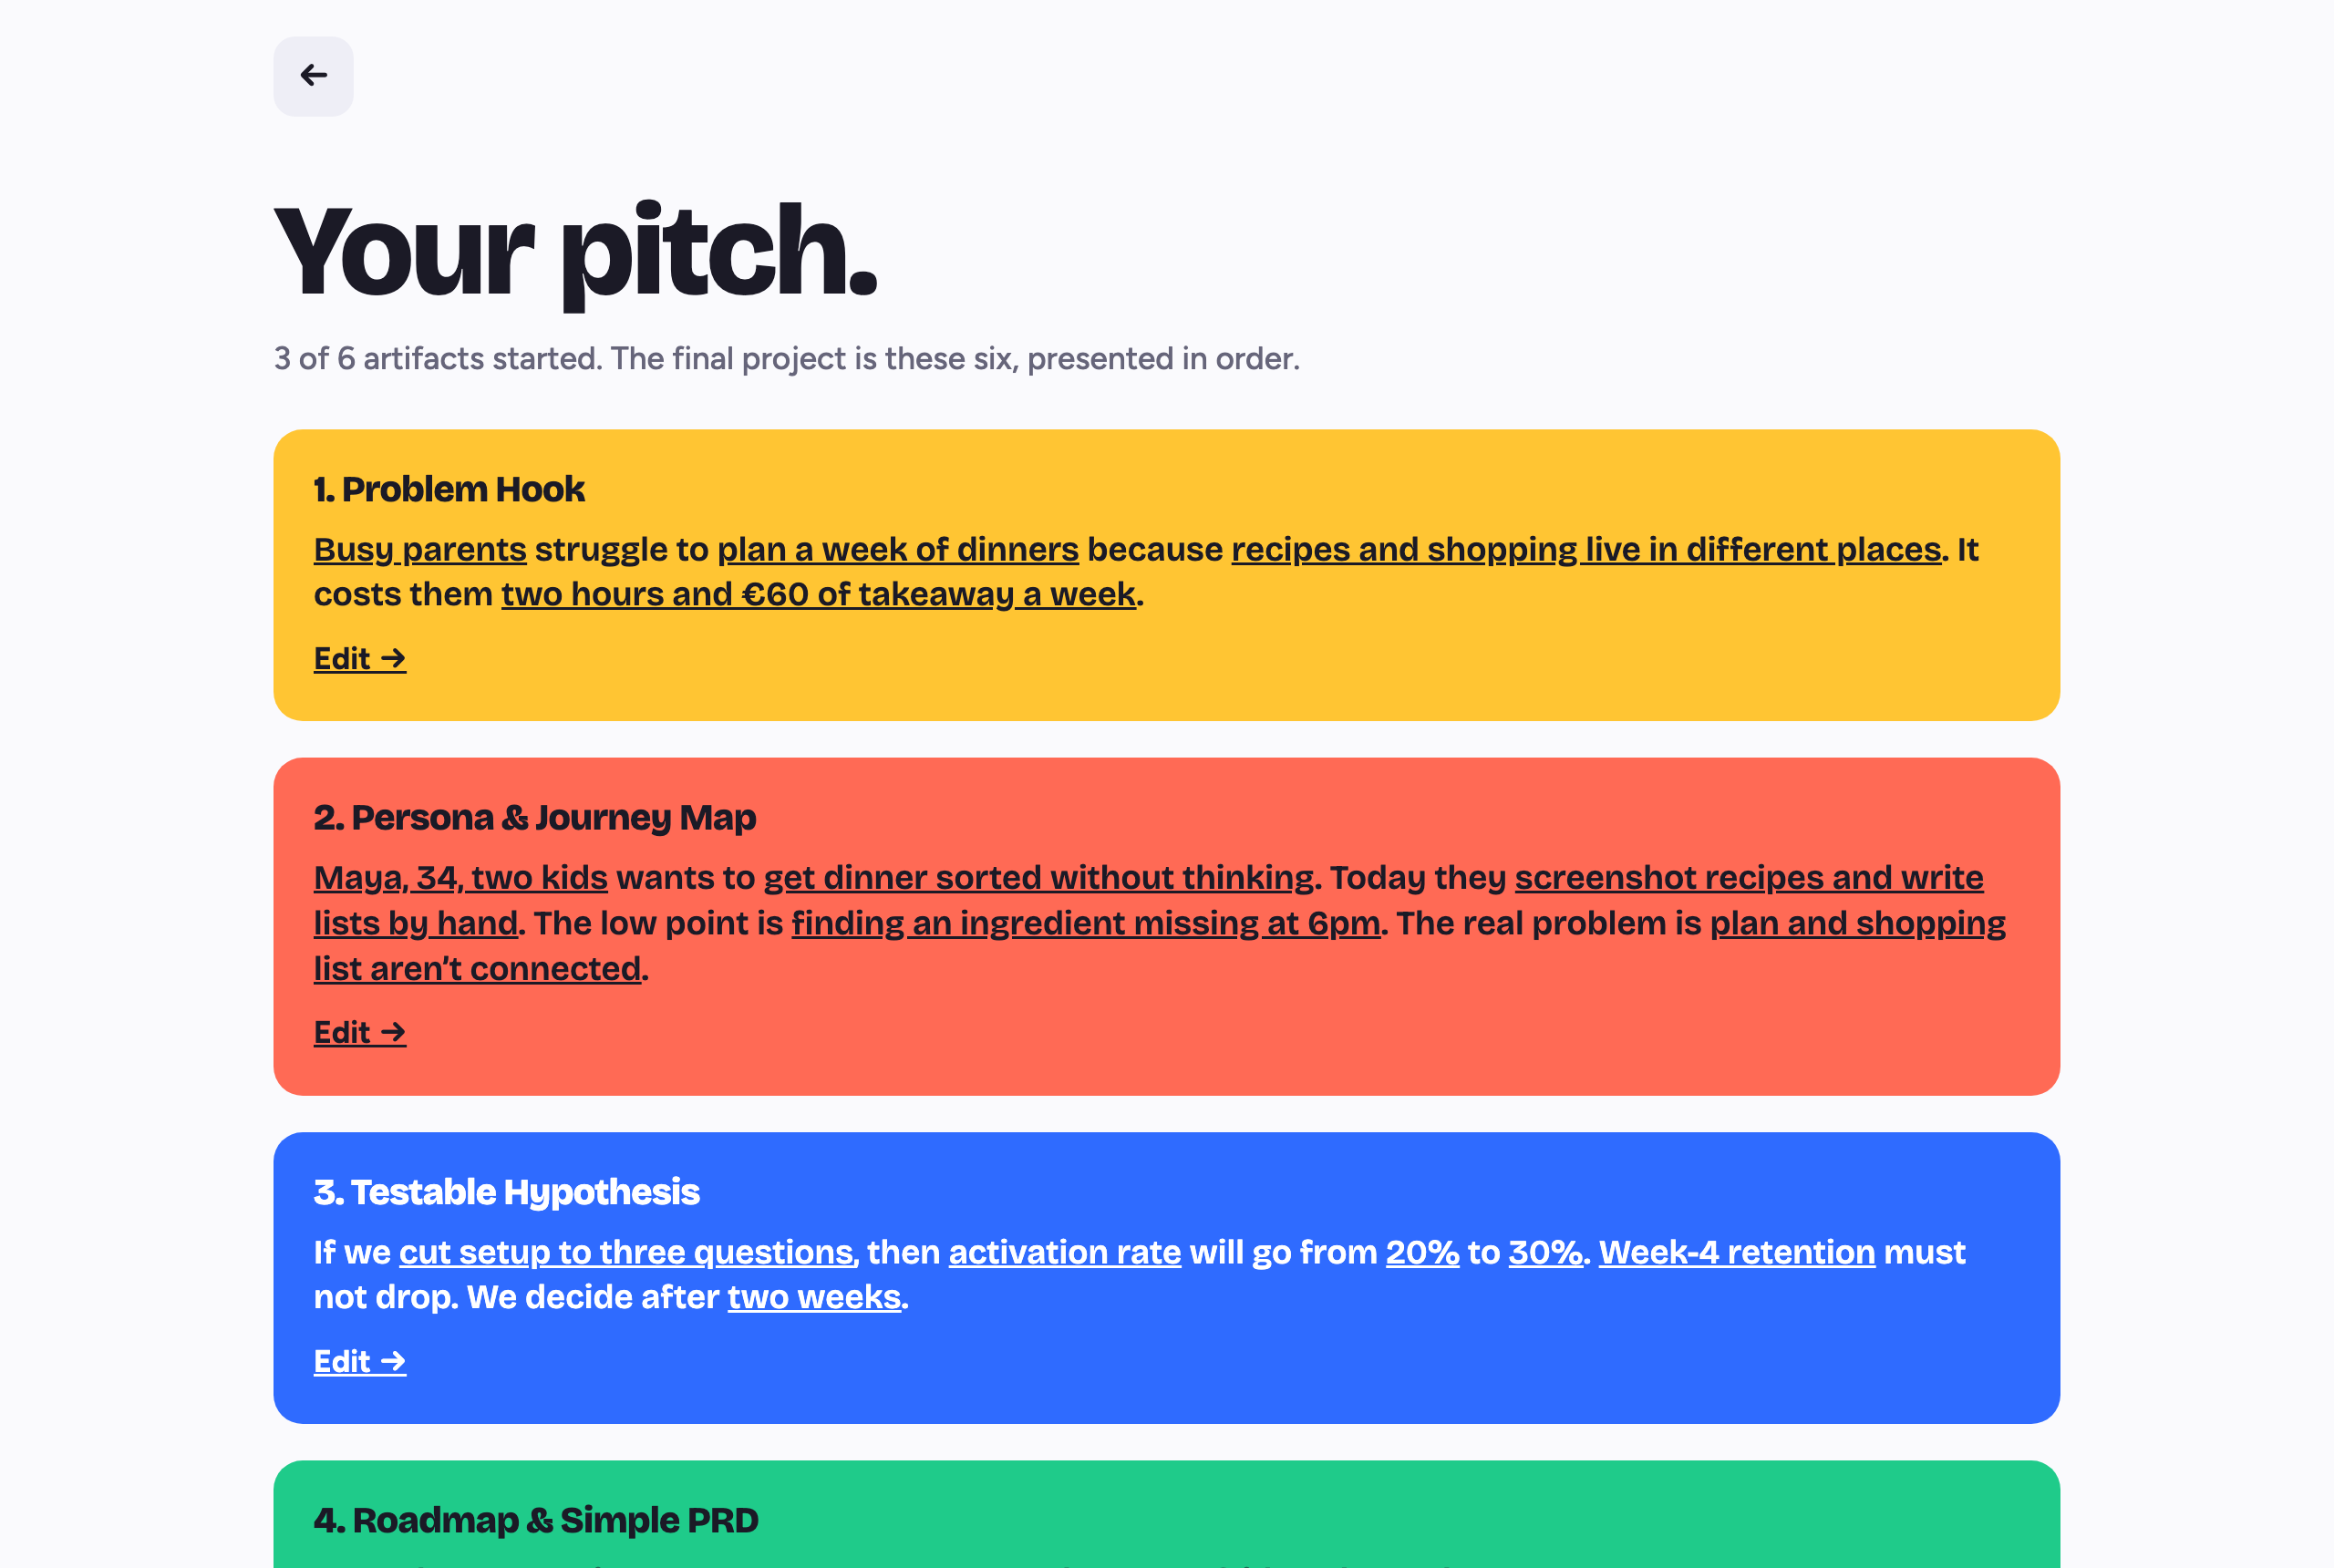 Your pitch.
3 of 6 artifacts started. The final project is these six, presented in order.
1. Problem Hook
Busy parents struggle to plan a week of dinners because recipes and shopping live in different places. It
costs them two hours and €60 of takeaway a week.
Edit →
2. Persona & Journey Map
Maya, 34, two kids wants to get dinner sorted without thinking. Today they screenshot recipes and write
lists by hand. The low point is finding an ingredient missing at 6pm. The real problem is plan and shopping
list aren’t connected.
Edit →
3. Testable Hypothesis
If we cut setup to three questions, then activation rate will go from 20% to 30%. Week-4 retention must
not drop. We decide after two weeks.
Edit →
4. Roadmap & Simple PRD